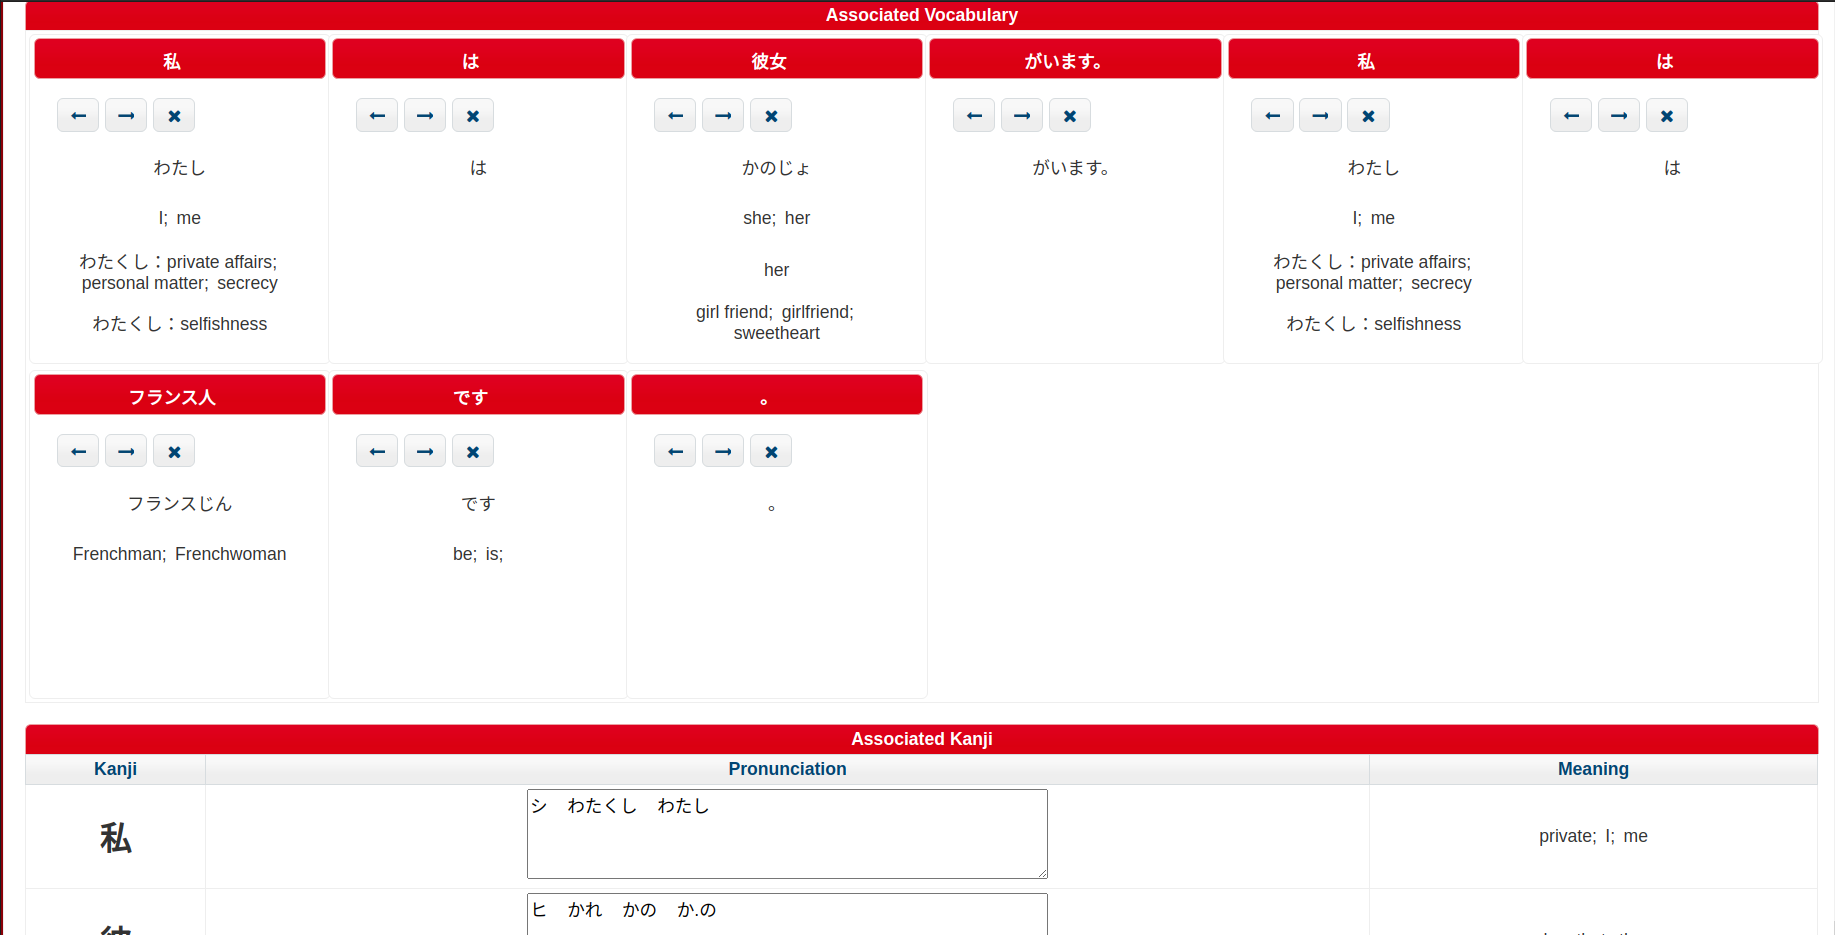 Associated Vocabulary
私 は 彼女 がいます。 私 は
わたし は かのじょ がいます。 わたし は
I; me she; her I; me
わたくし：private affairs; personal matter; secrecy
her
わたくし：private affairs; personal matter; secrecy
わたくし：selfishness
girl friend; girlfriend; sweetheart
わたくし：selfishness
フランス人 です 。
フランスじん です 。
Frenchman; Frenchwoman be; is;
Associated Kanji
Kanji Pronunciation Meaning
シ わたくし わたし
私 private; I; me
ヒ かれ かの か.の